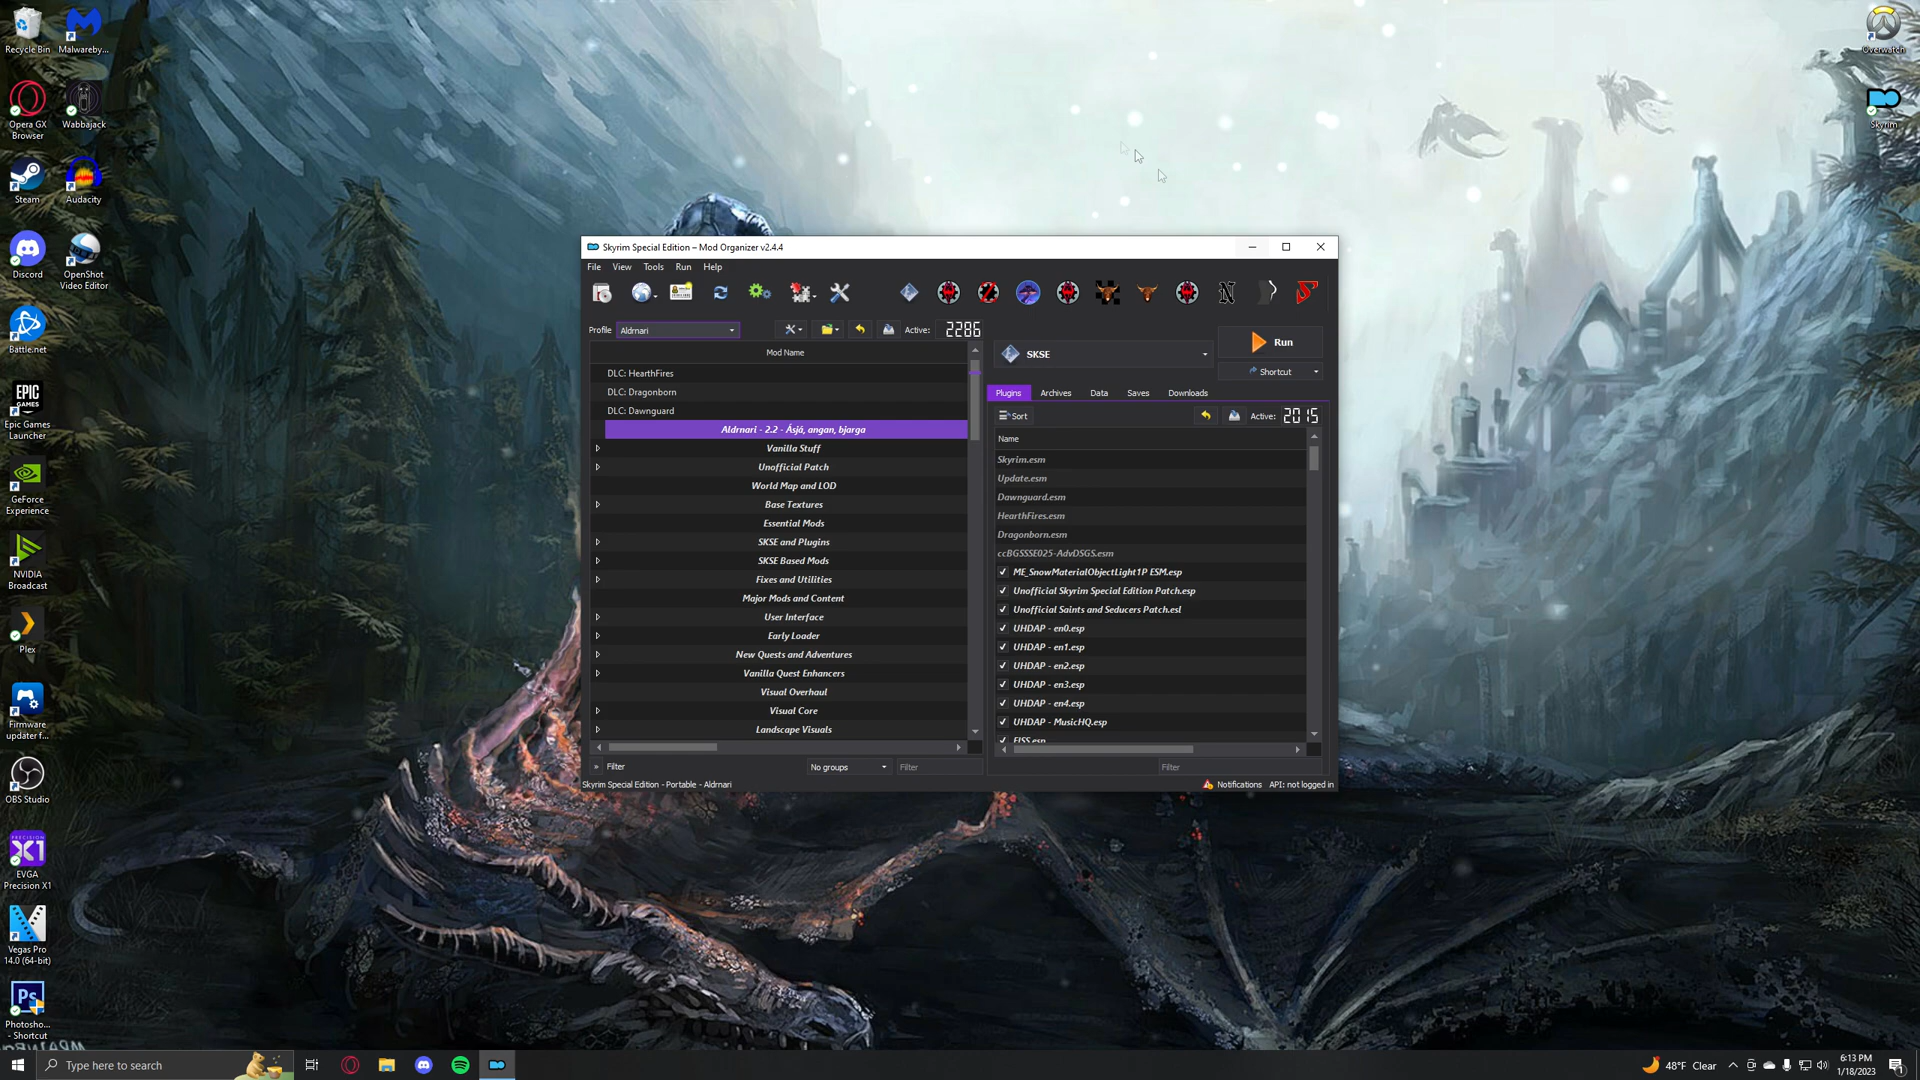 Recycle Bin
Malwareby...
Opera GX
Browser
Wabbajack
Steam
Audacity
Discord
OpenShot
Video Editor
Battle.net
EPIC
GAMES
Epic Games
Launcher
GeForce
Experience
NVIDIA
Broadcast
Plex
Firmware
updater f...
OBS Studio
PRECISION
X1
EVGA
Precision X1
Vegas Pro
14.0 (64-bit)
Ps
Photosho...
- Shortcut
Overwatch
Skyrim
Skyrim Special Edition – Mod Organizer v2.4.4
File View Tools Run Help
Profile Aldrnari Active: 2286
Mod Name
DLC: HearthFires
DLC: Dragonborn
DLC: Dawnguard
Aldrnari - 2.2 - Ásjá, angan, bjarga
Vanilla Stuff
Unofficial Patch
World Map and LOD
Base Textures
Essential Mods
SKSE and Plugins
SKSE Based Mods
Fixes and Utilities
Major Mods and Content
User Interface
Early Loader
New Quests and Adventures
Vanilla Quest Enhancers
Visual Overhaul
Visual Core
Landscape Visuals
» Filter No groups Filter
SKSE
Run
Shortcut
Plugins Archives Data Saves Downloads
Sort Active: 2015
Name
Skyrim.esm
Update.esm
Dawnguard.esm
HearthFires.esm
Dragonborn.esm
ccBGSSSE025-AdvDSGS.esm
ME_SnowMaterialObjectLight1P ESM.esp
Unofficial Skyrim Special Edition Patch.esp
Unofficial Saints and Seducers Patch.esl
UHDAP - en0.esp
UHDAP - en1.esp
UHDAP - en2.esp
UHDAP - en3.esp
UHDAP - en4.esp
UHDAP - MusicHQ.esp
FISS.esp
Filter
Skyrim Special Edition - Portable - Aldrnari
Notifications API: not logged in
Type here to search
48°F Clear
6:13 PM
1/18/2023